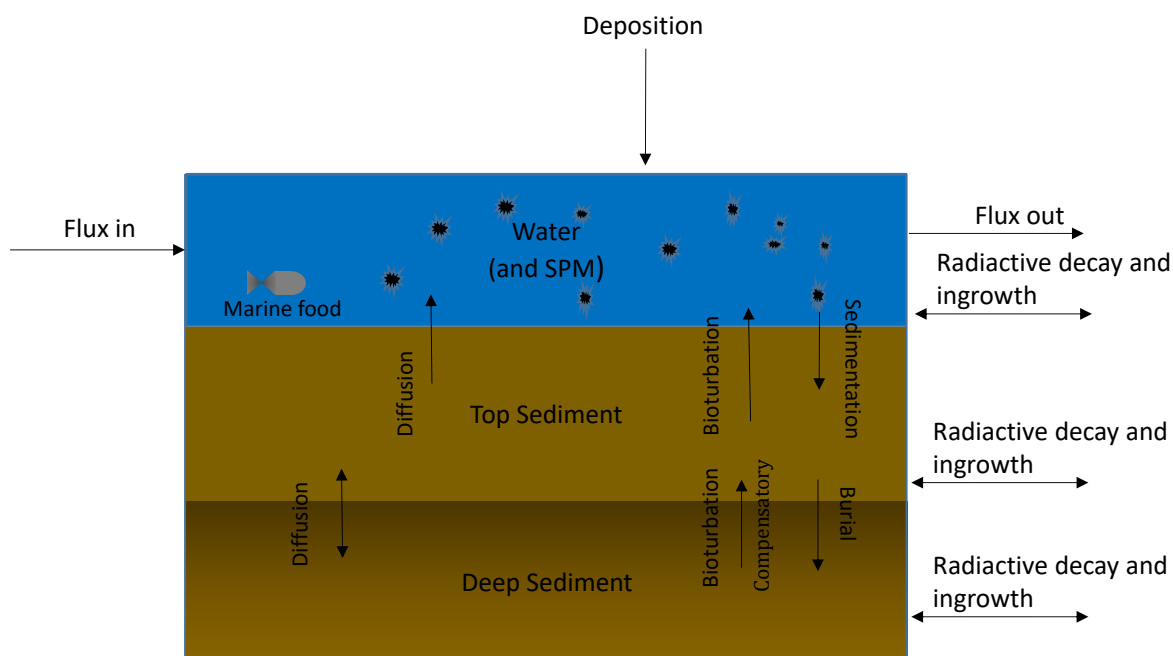 Deposition
Flux in
Water
(and SPM)
Marine food
Flux out
Radiactive decay and
ingrowth
Diffusion
Bioturbation
Sedimentation
Top Sediment
Radiactive decay and
ingrowth
Diffusion
Bioturbation
Compensatory
Burial
Deep Sediment
Radiactive decay and
ingrowth